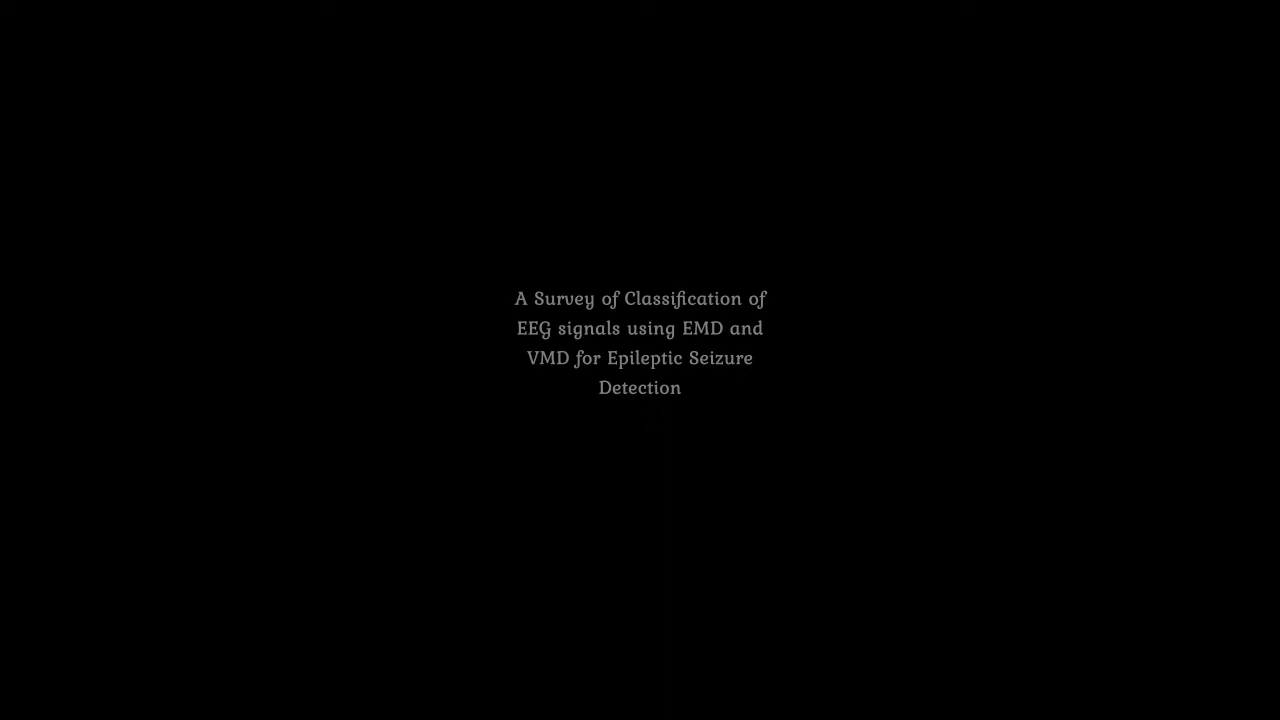 A Survey of Classification of
EEG signals using EMD and
VMD for Epileptic Seizure
Detection